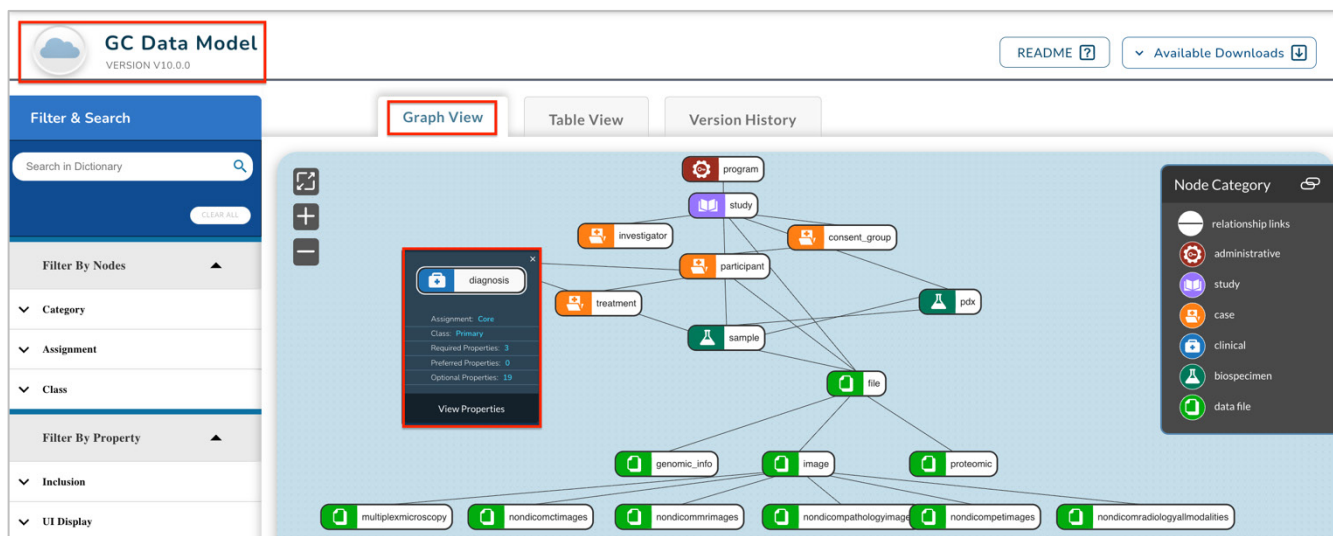 GC Data Model
VERSION V10.0.0
README
Available Downloads
Filter & Search
Search in Dictionary
CLEAR ALL
Filter By Nodes
Category
Assignment
Class
Filter By Property
Inclusion
UI Display
Graph View
Table View
Version History
program
study
investigator
consent_group
participant
diagnosis
Assignment: Core
Class: Primary
Required Properties: 3
Preferred Properties: 0
Optional Properties: 19
View Properties
treatment
pdx
sample
file
genomic_info
image
proteomic
multiplexmicroscopy
nondicomctimages
nondicommrimages
nondicompathologyimage
nondicompetimages
nondicomradiologyallmodalities
Node Category
relationship links
administrative
study
case
clinical
biospecimen
data file